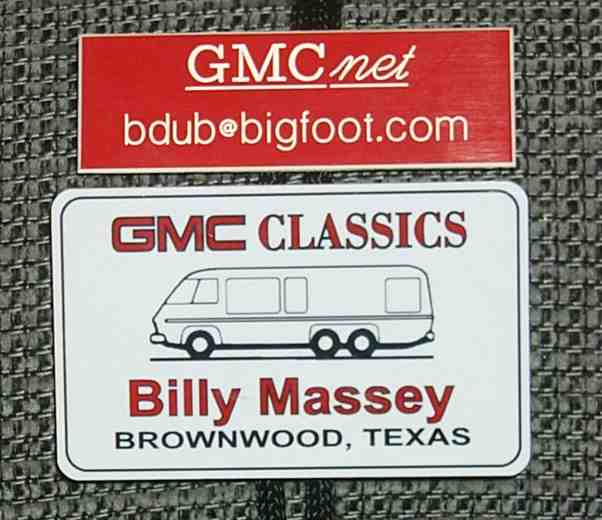 GMCnet
bdub@bigfoot.com
GMC CLASSICS
Billy Massey
BROWNWOOD, TEXAS